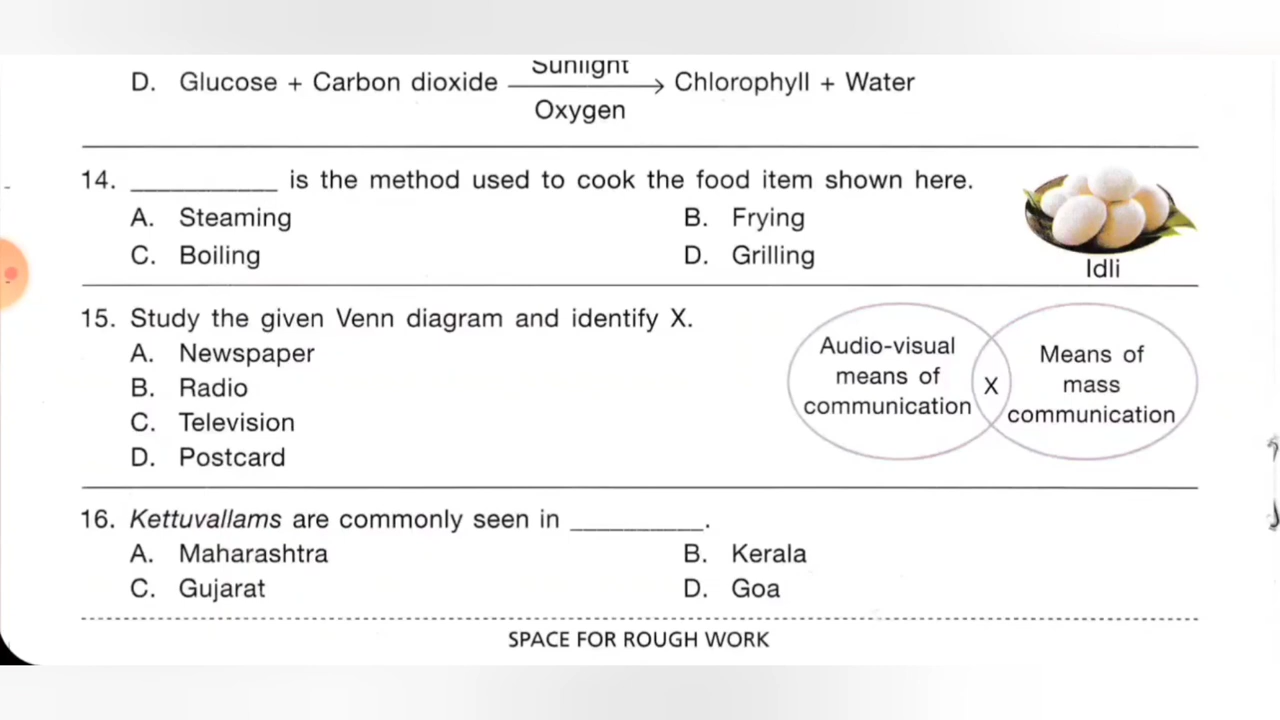 Sunlight
D. Glucose + Carbon dioxide ⟶ Chlorophyll + Water
Oxygen
14. __________ is the method used to cook the food item shown here.
A. Steaming B. Frying
C. Boiling D. Grilling
Idli
15. Study the given Venn diagram and identify X.
A. Newspaper
B. Radio
C. Television
D. Postcard
Audio-visual
means of
communication
X
Means of
mass
communication
16. Kettuvallams are commonly seen in __________.
A. Maharashtra B. Kerala
C. Gujarat D. Goa
SPACE FOR ROUGH WORK